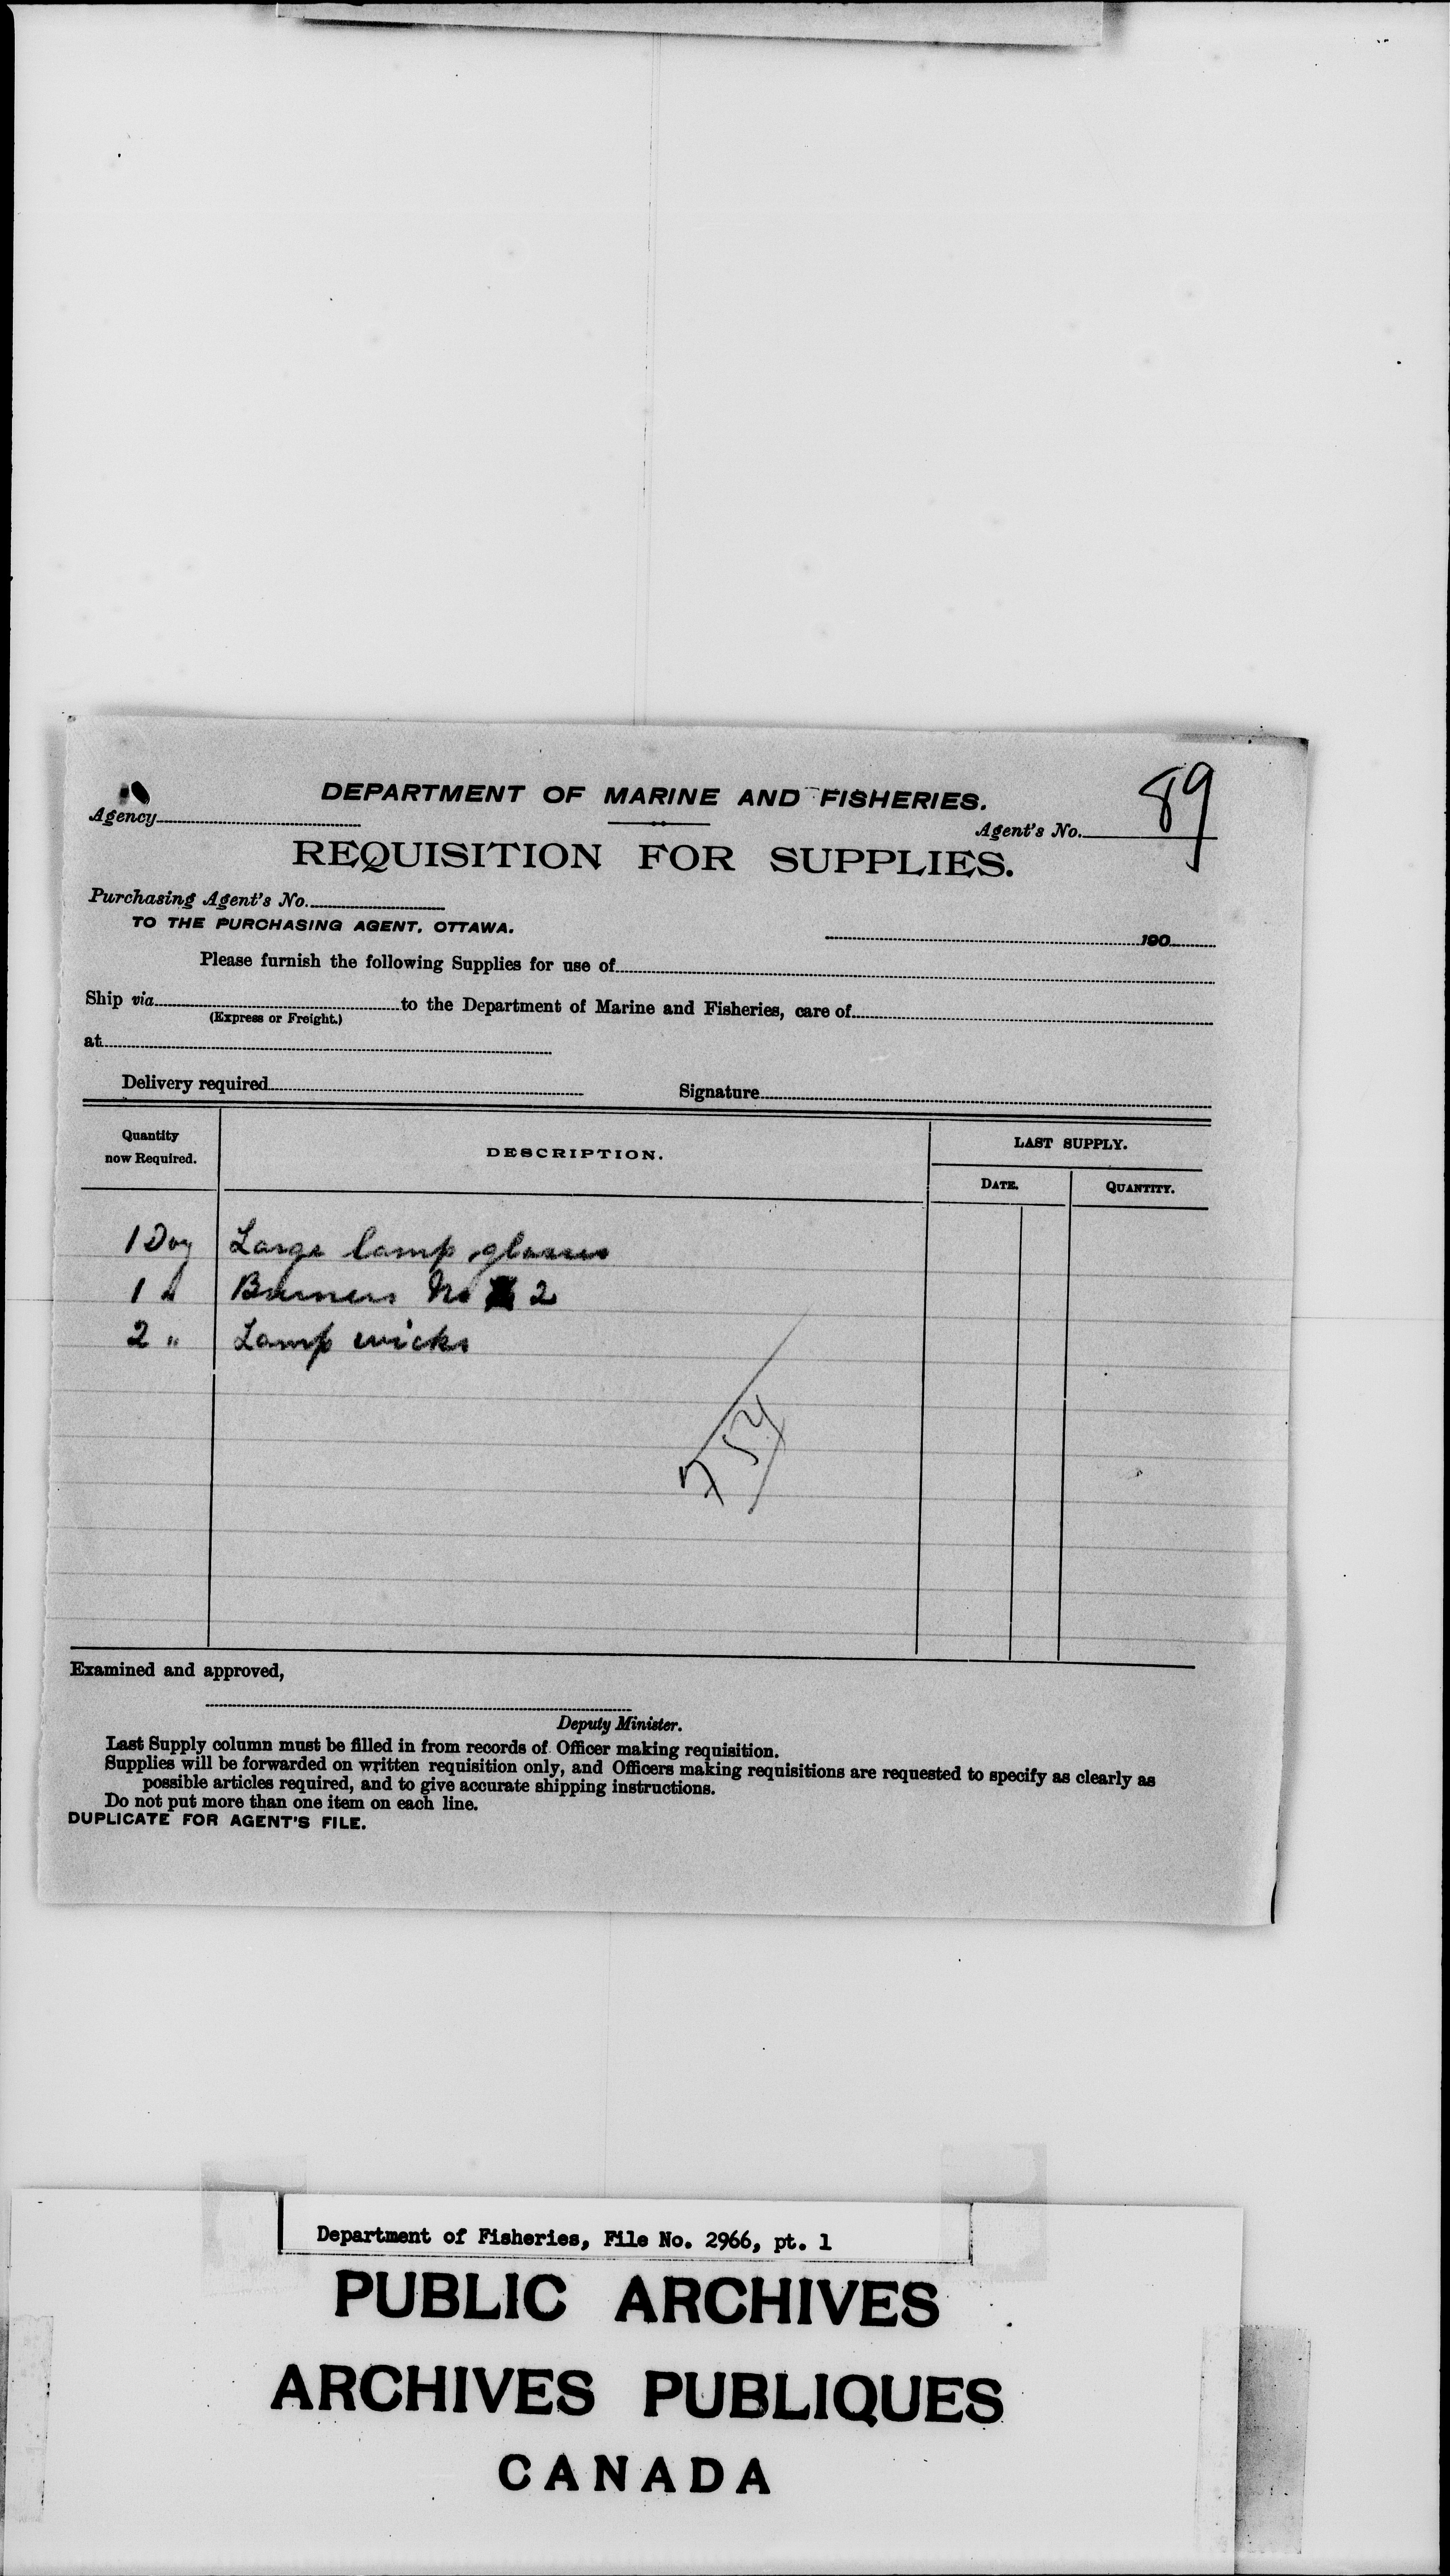 DEPARTMENT OF MARINE AND FISHERIES.
89
Agency
Agent's No.
REQUISITION FOR SUPPLIES.
Purchasing Agent's No.
TO THE PURCHASING AGENT, OTTAWA.
190
Please furnish the following Supplies for use of
Ship via to the Department of Marine and Fisheries, care of
(Express or Freight.)
at
Delivery required Signature
Quantity now Required. DESCRIPTION. LAST SUPPLY.
DATE. QUANTITY.
1 Doz Large lamp glasses
1 " Burners No 2
2 " Lamp wicks
Examined and approved,
Deputy Minister.
Last Supply column must be filled in from records of Officer making requisition.
Supplies will be forwarded on written requisition only, and Officers making requisitions are requested to specify as clearly as
possible articles required, and to give accurate shipping instructions.
Do not put more than one item on each line.
DUPLICATE FOR AGENT'S FILE.
Department of Fisheries, File No. 2966, pt. 1
PUBLIC ARCHIVES
ARCHIVES PUBLIQUES
CANADA